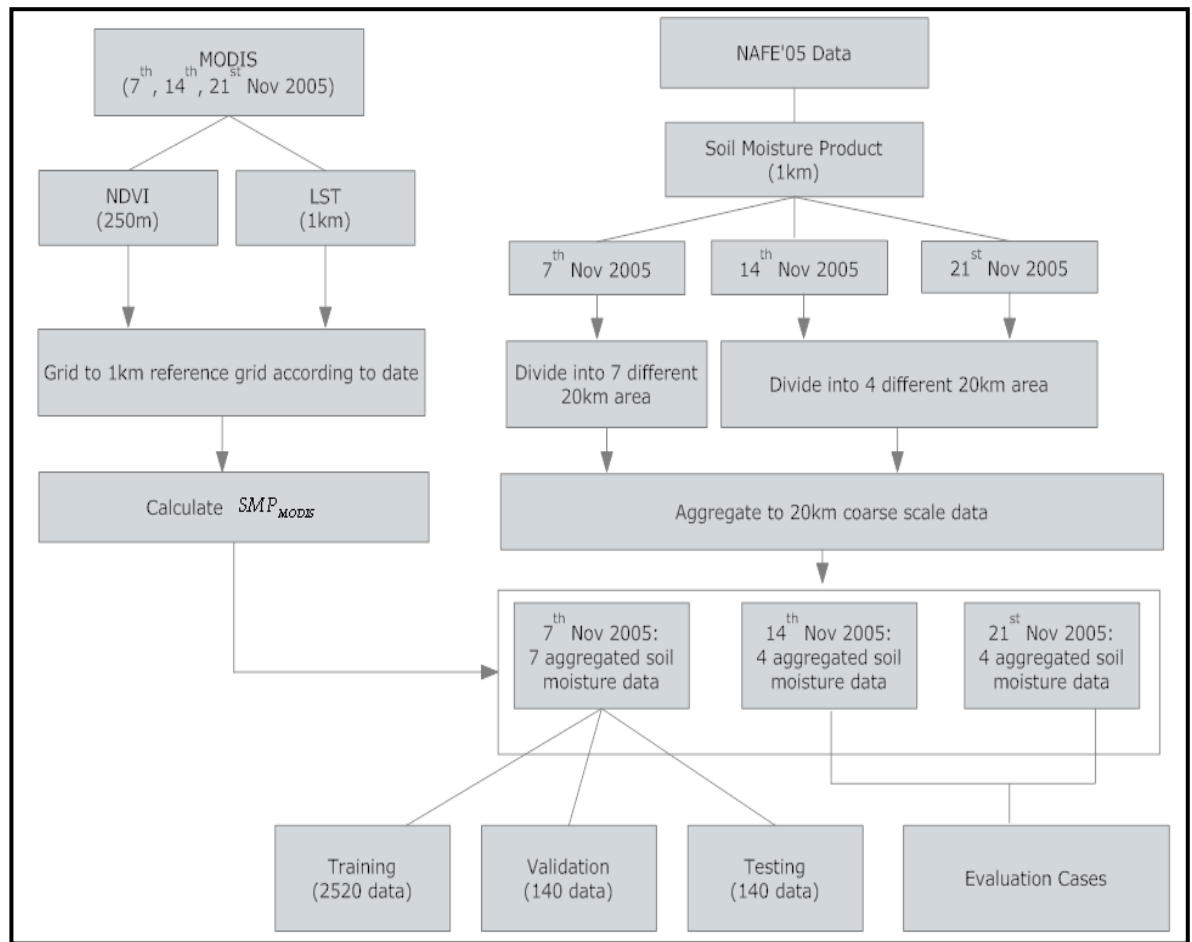 MODIS
(7th, 14th, 21st Nov 2005)
NDVI
(250m)
LST
(1km)
Grid to 1km reference grid according to date
Calculate SMP_MODIS
NAFE'05 Data
Soil Moisture Product
(1km)
7th Nov 2005
14th Nov 2005
21st Nov 2005
Divide into 7 different
20km area
Divide into 4 different 20km area
Aggregate to 20km coarse scale data
7th Nov 2005:
7 aggregated soil
moisture data
14th Nov 2005:
4 aggregated soil
moisture data
21st Nov 2005:
4 aggregated soil
moisture data
Training
(2520 data)
Validation
(140 data)
Testing
(140 data)
Evaluation Cases